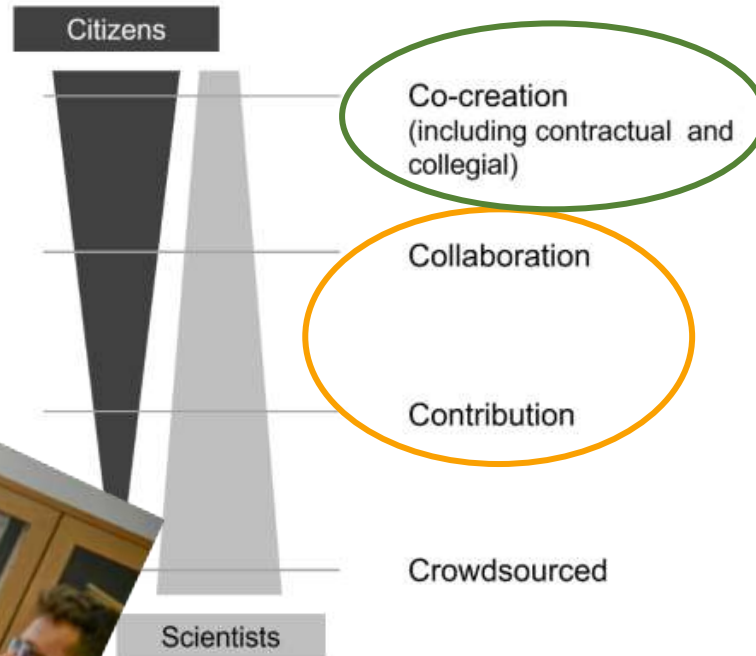 Citizens
Co-creation
(including contractual and
collegial)
Collaboration
Contribution
Crowdsourced
Scientists